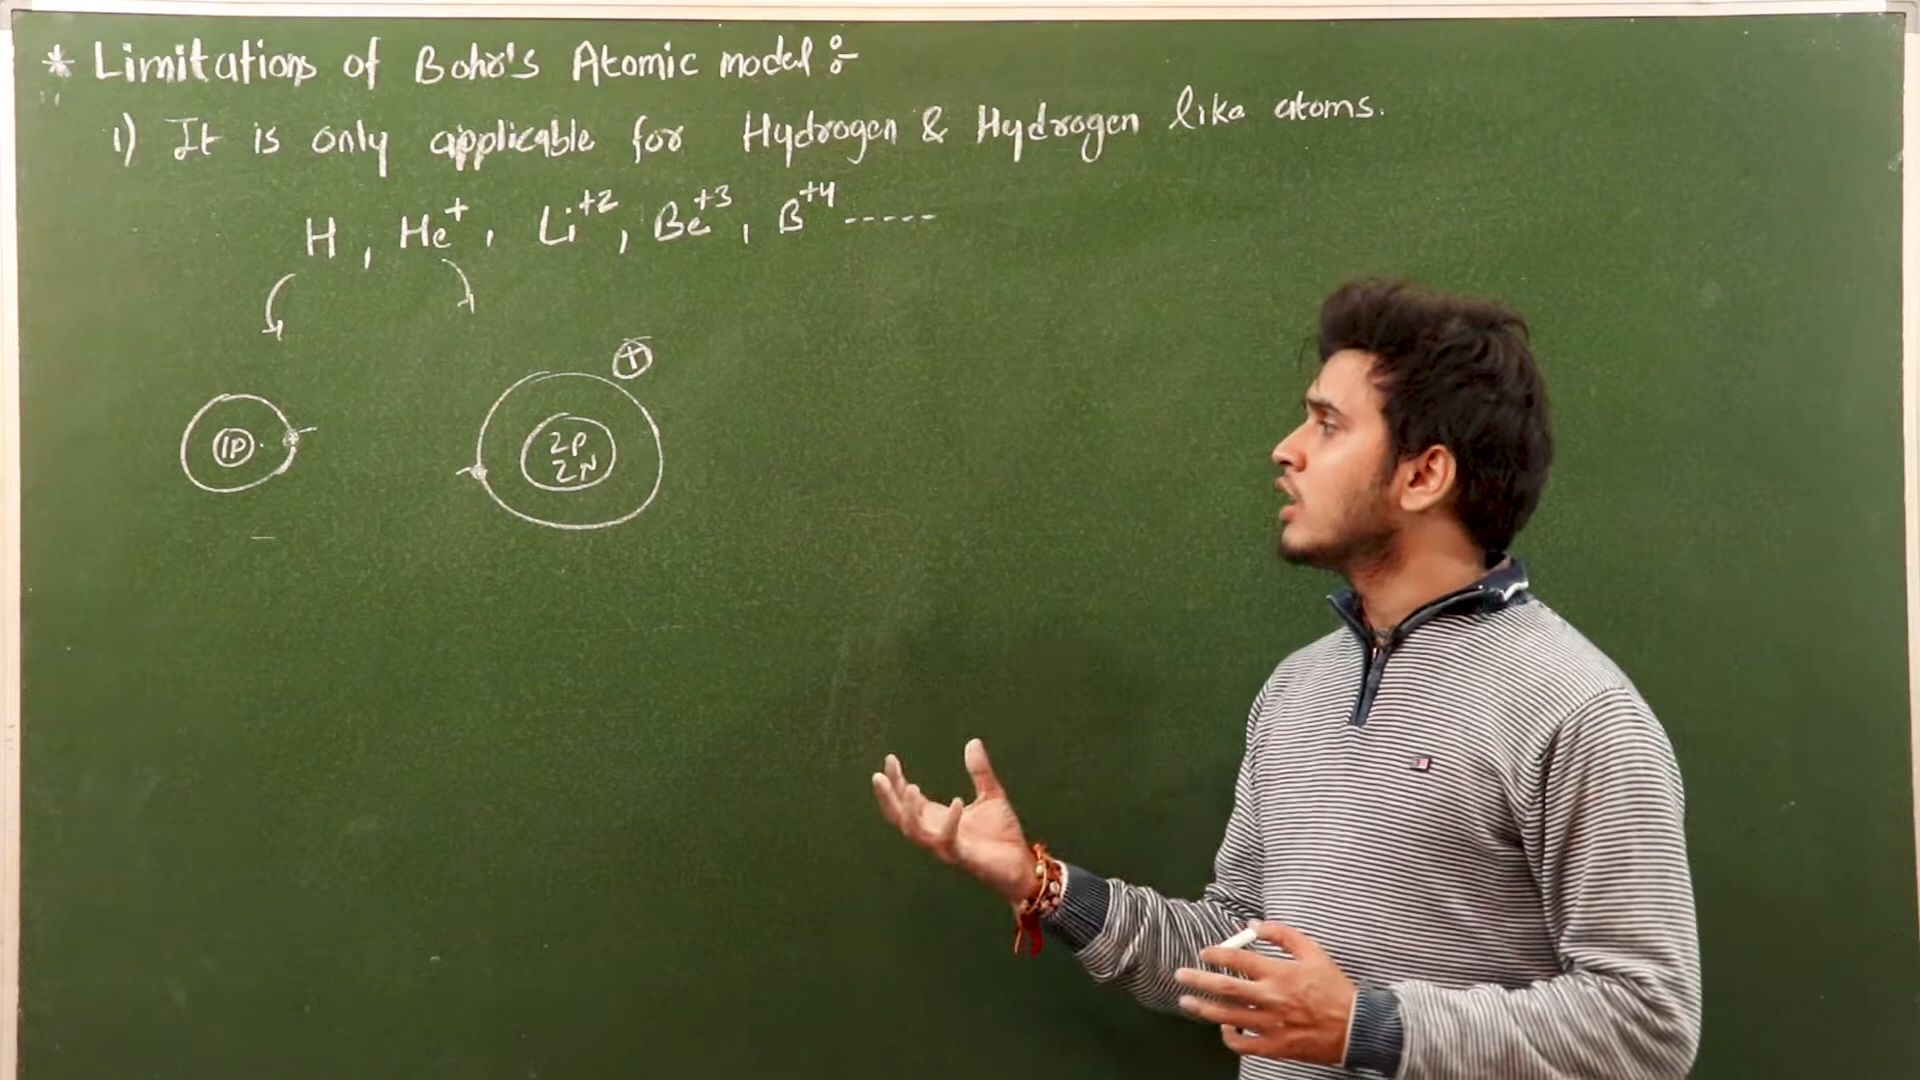 * Limitations of Bohr's Atomic model :-
1) It is only applicable for Hydrogen & Hydrogen like atoms.
H, He⁺, Li⁺², Be⁺³, B⁺⁴ -----
+
1P
2P
2N